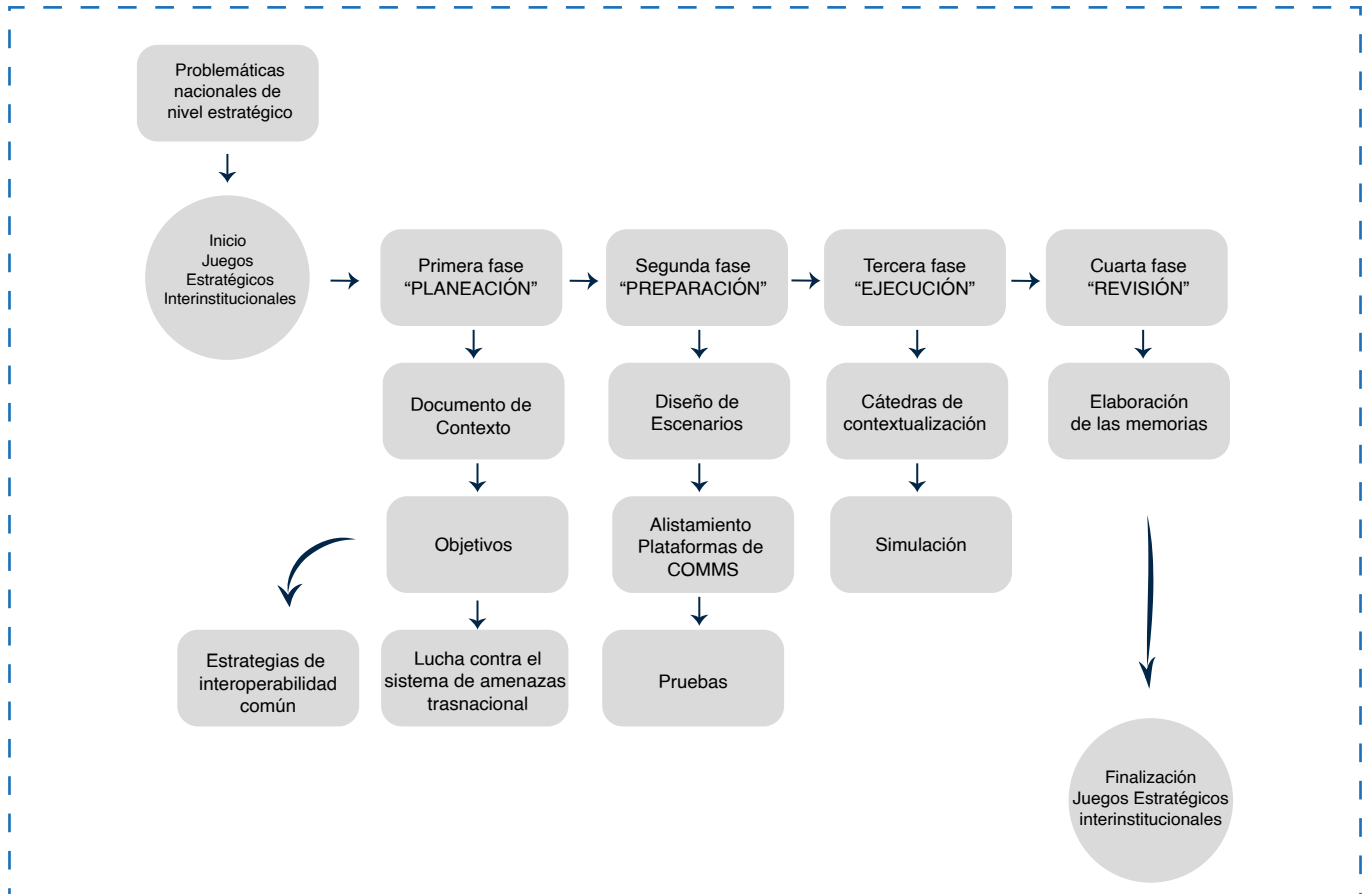 Problemáticas
nacionales de
nivel estratégico
Inicio
Juegos
Estratégicos
Interinstitucionales
Primera fase
“PLANEACIÓN”
Segunda fase
“PREPARACIÓN”
Tercera fase
“EJECUCIÓN”
Cuarta fase
“REVISIÓN”
Documento de
Contexto
Diseño de
Escenarios
Cátedras de
contextualización
Elaboración
de las memorias
Objetivos
Alistamiento
Plataformas de
COMMS
Simulación
Estrategias de
interoperabilidad
común
Lucha contra el
sistema de amenazas
trasnacional
Pruebas
Finalización
Juegos Estratégicos
interinstitucionales